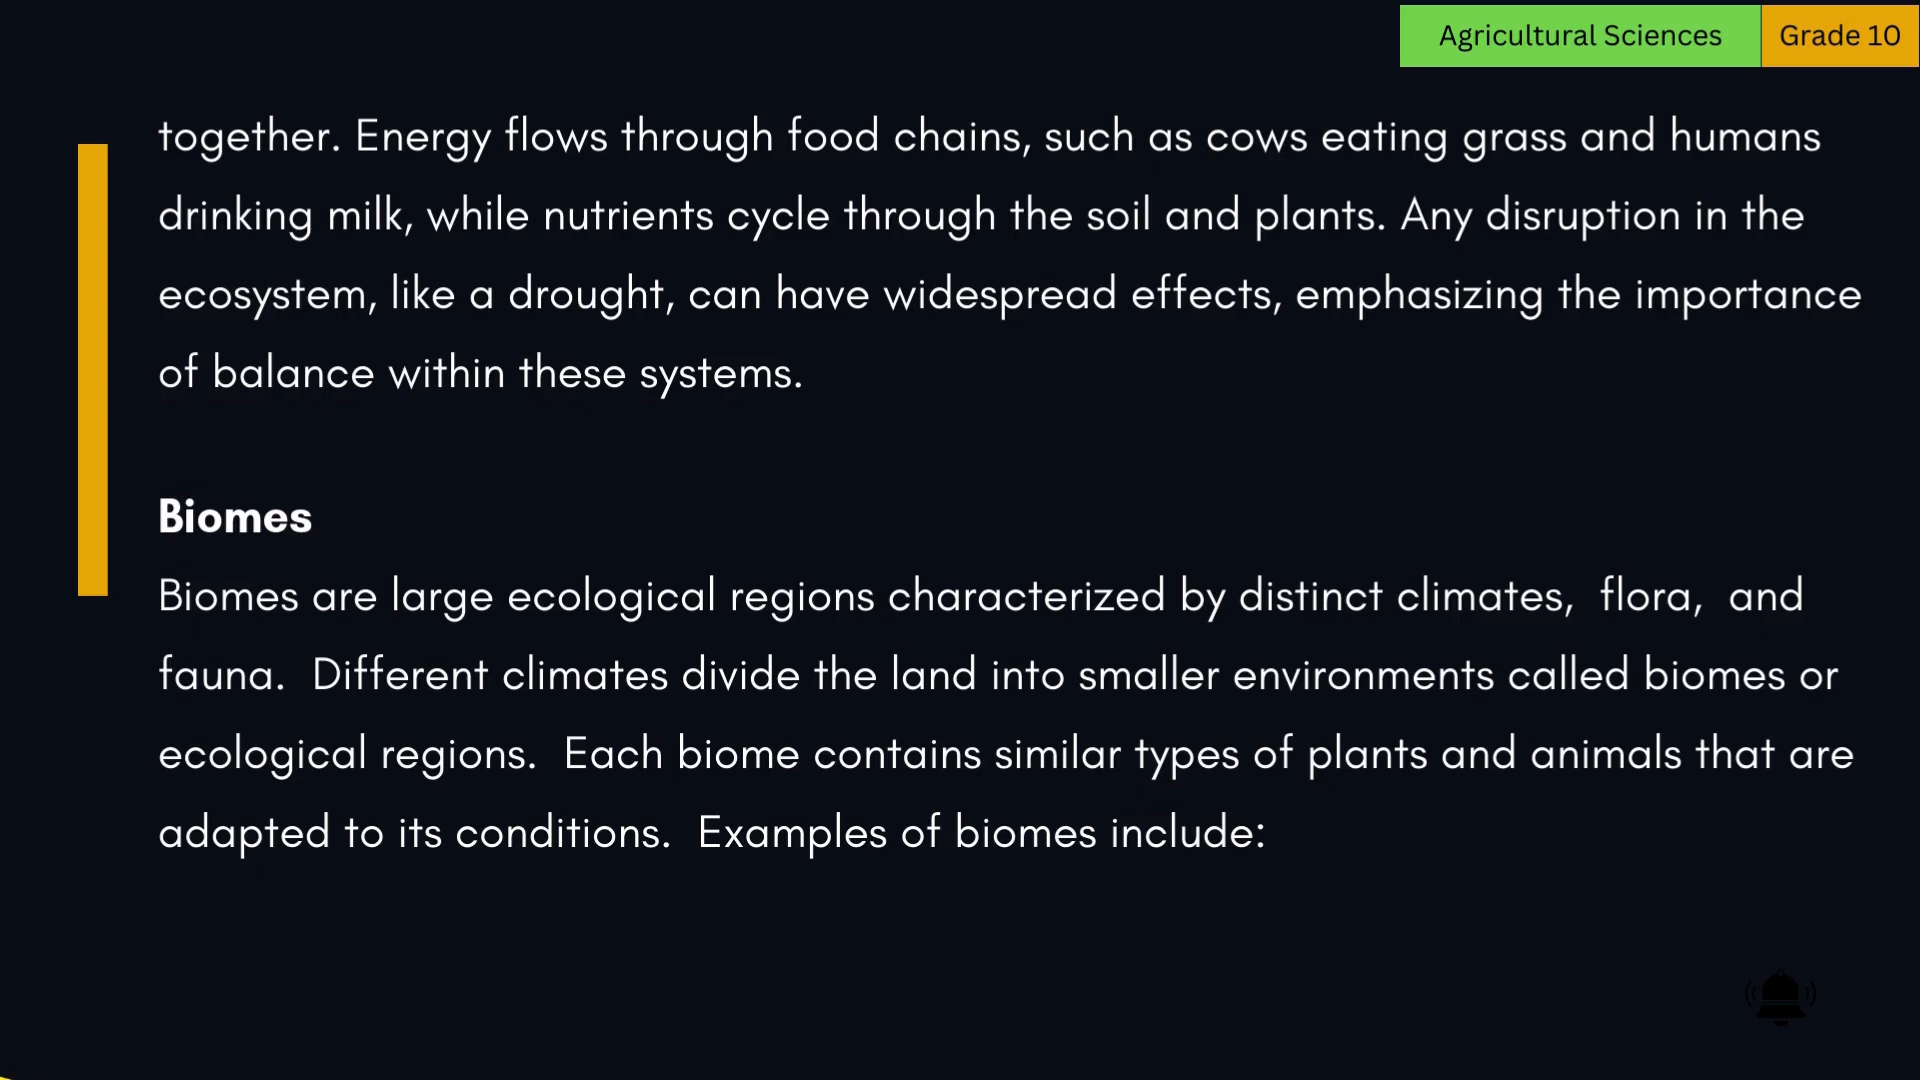 Agricultural Sciences
Grade 10
together. Energy flows through food chains, such as cows eating grass and humans
drinking milk, while nutrients cycle through the soil and plants. Any disruption in the
ecosystem, like a drought, can have widespread effects, emphasizing the importance
of balance within these systems.
Biomes
Biomes are large ecological regions characterized by distinct climates, flora, and
fauna. Different climates divide the land into smaller environments called biomes or
ecological regions. Each biome contains similar types of plants and animals that are
adapted to its conditions. Examples of biomes include: